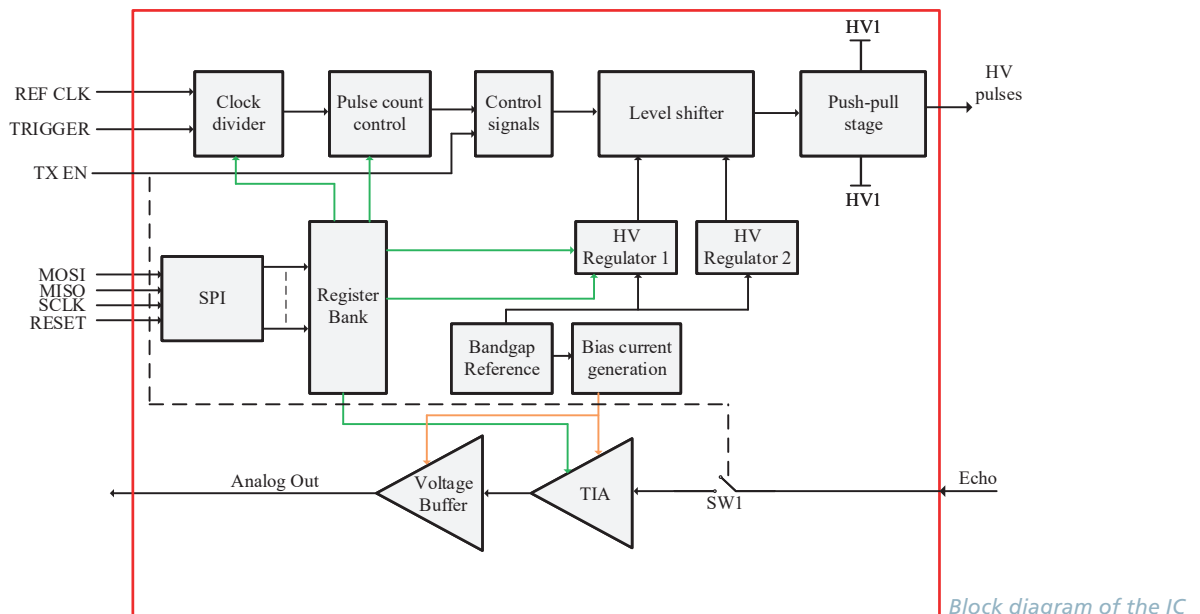 HV1
REF CLK
Clock
divider
Pulse count
control
Control
signals
Level shifter
Push-pull
stage
HV
pulses
TRIGGER
TX EN
HV1
HV
Regulator 1
HV
Regulator 2
MOSI
MISO
SCLK
RESET
SPI
Register
Bank
Bandgap
Reference
Bias current
generation
Analog Out
Voltage
Buffer
TIA
SW1
Echo
Block diagram of the IC